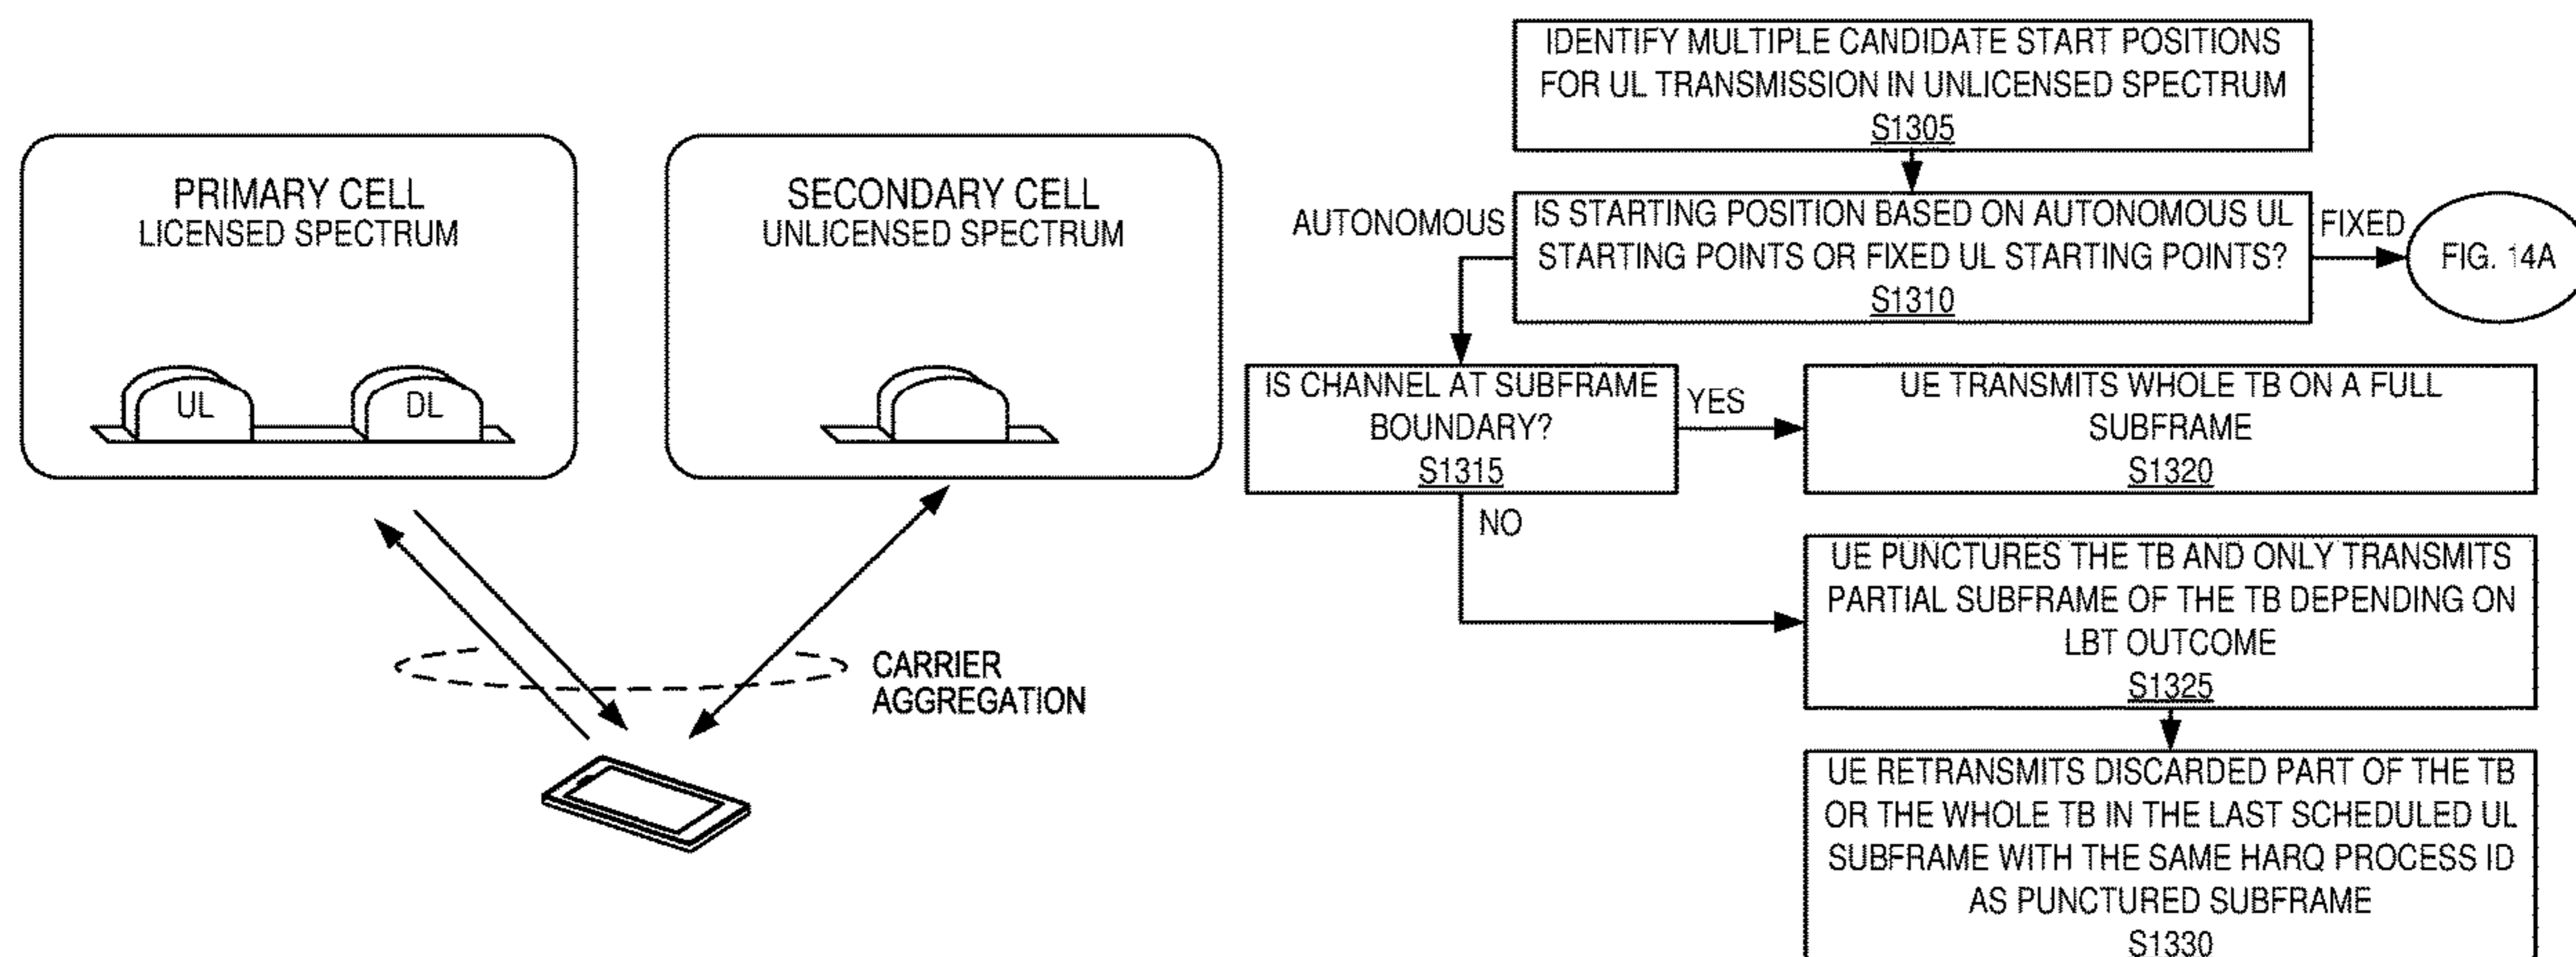 PRIMARY CELL
LICENSED SPECTRUM
UL
DL
SECONDARY CELL
UNLICENSED SPECTRUM
CARRIER
AGGREGATION
IDENTIFY MULTIPLE CANDIDATE START POSITIONS
FOR UL TRANSMISSION IN UNLICENSED SPECTRUM
S1305
AUTONOMOUS
IS STARTING POSITION BASED ON AUTONOMOUS UL
STARTING POINTS OR FIXED UL STARTING POINTS?
S1310
FIXED
FIG. 14A
IS CHANNEL AT SUBFRAME
BOUNDARY?
S1315
YES
UE TRANSMITS WHOLE TB ON A FULL
SUBFRAME
S1320
NO
UE PUNCTURES THE TB AND ONLY TRANSMITS
PARTIAL SUBFRAME OF THE TB DEPENDING ON
LBT OUTCOME
S1325
UE RETRANSMITS DISCARDED PART OF THE TB
OR THE WHOLE TB IN THE LAST SCHEDULED UL
SUBFRAME WITH THE SAME HARQ PROCESS ID
AS PUNCTURED SUBFRAME
S1330